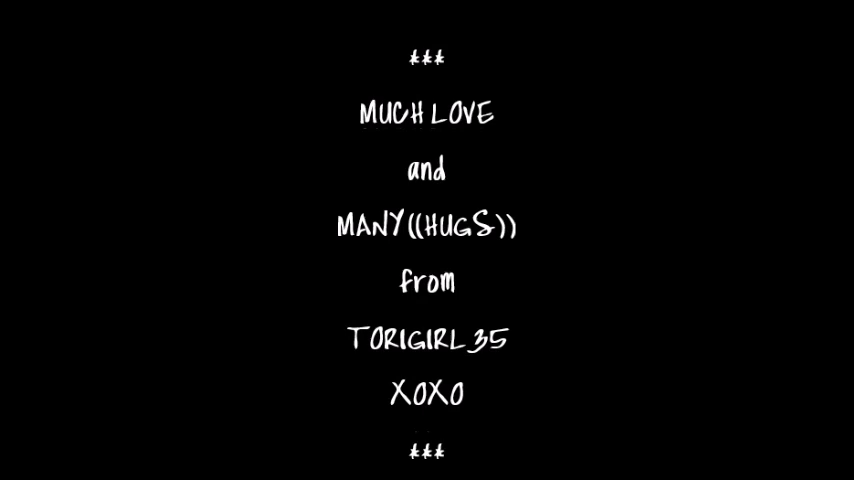 ***
MUCH LOVE
and
MANY((HUGS))
from
TORIGIRL35
XOXO
***